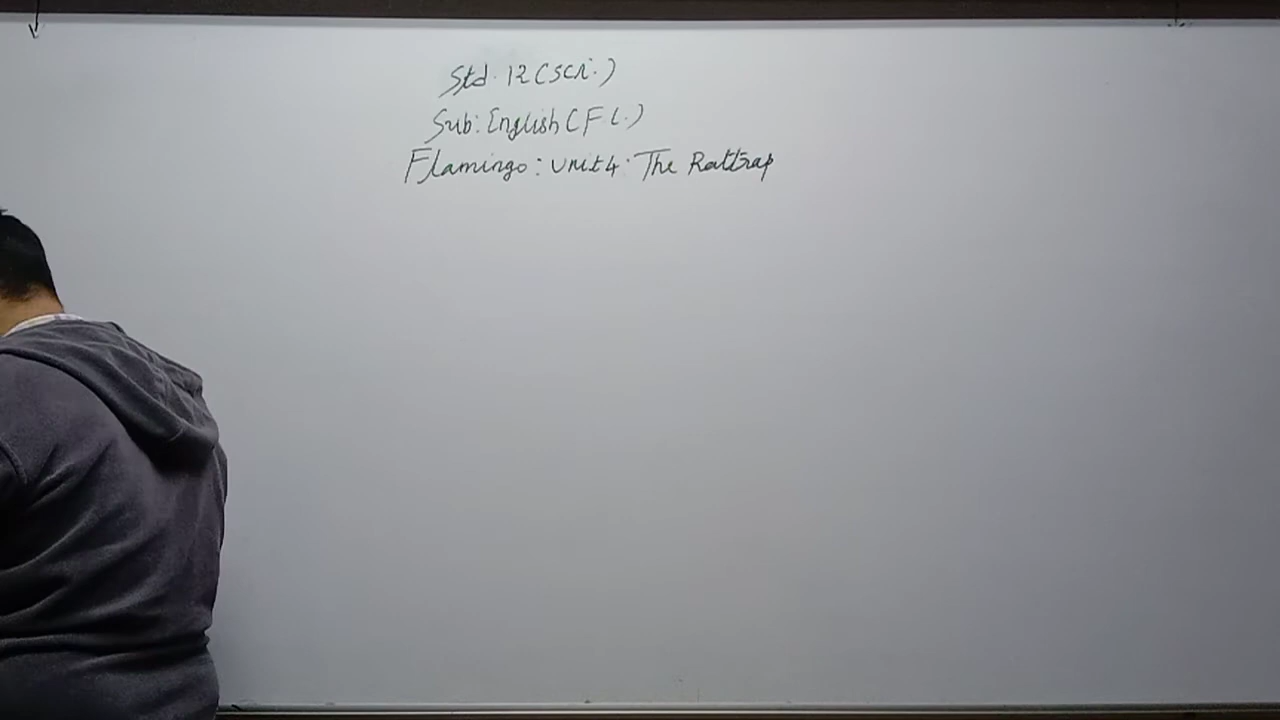 Std. 12 (Sci.)
Sub: English (F L.)
Flamingo: Unit 4. The Rattrap